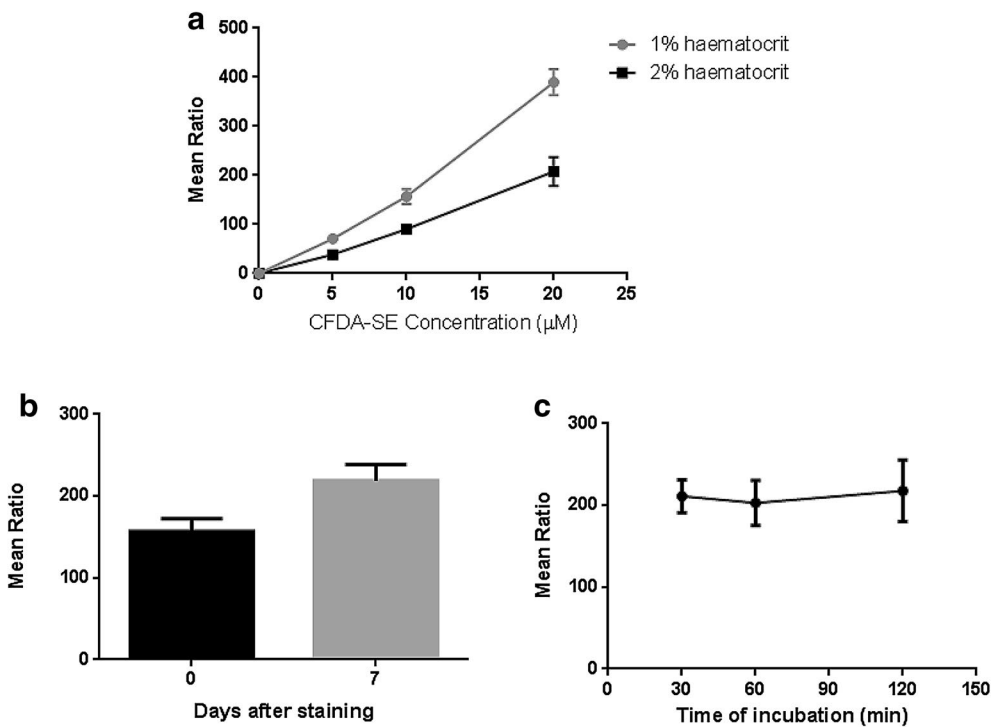 a
500
400
300
200
100
0
Mean Ratio
0 5 10 15 20 25
CFDA-SE Concentration (μM)
1% haematocrit
2% haematocrit
b
300
200
100
0
Mean Ratio
0 7
Days after staining
c
300
200
100
0
Mean Ratio
0 30 60 90 120 150
Time of incubation (min)